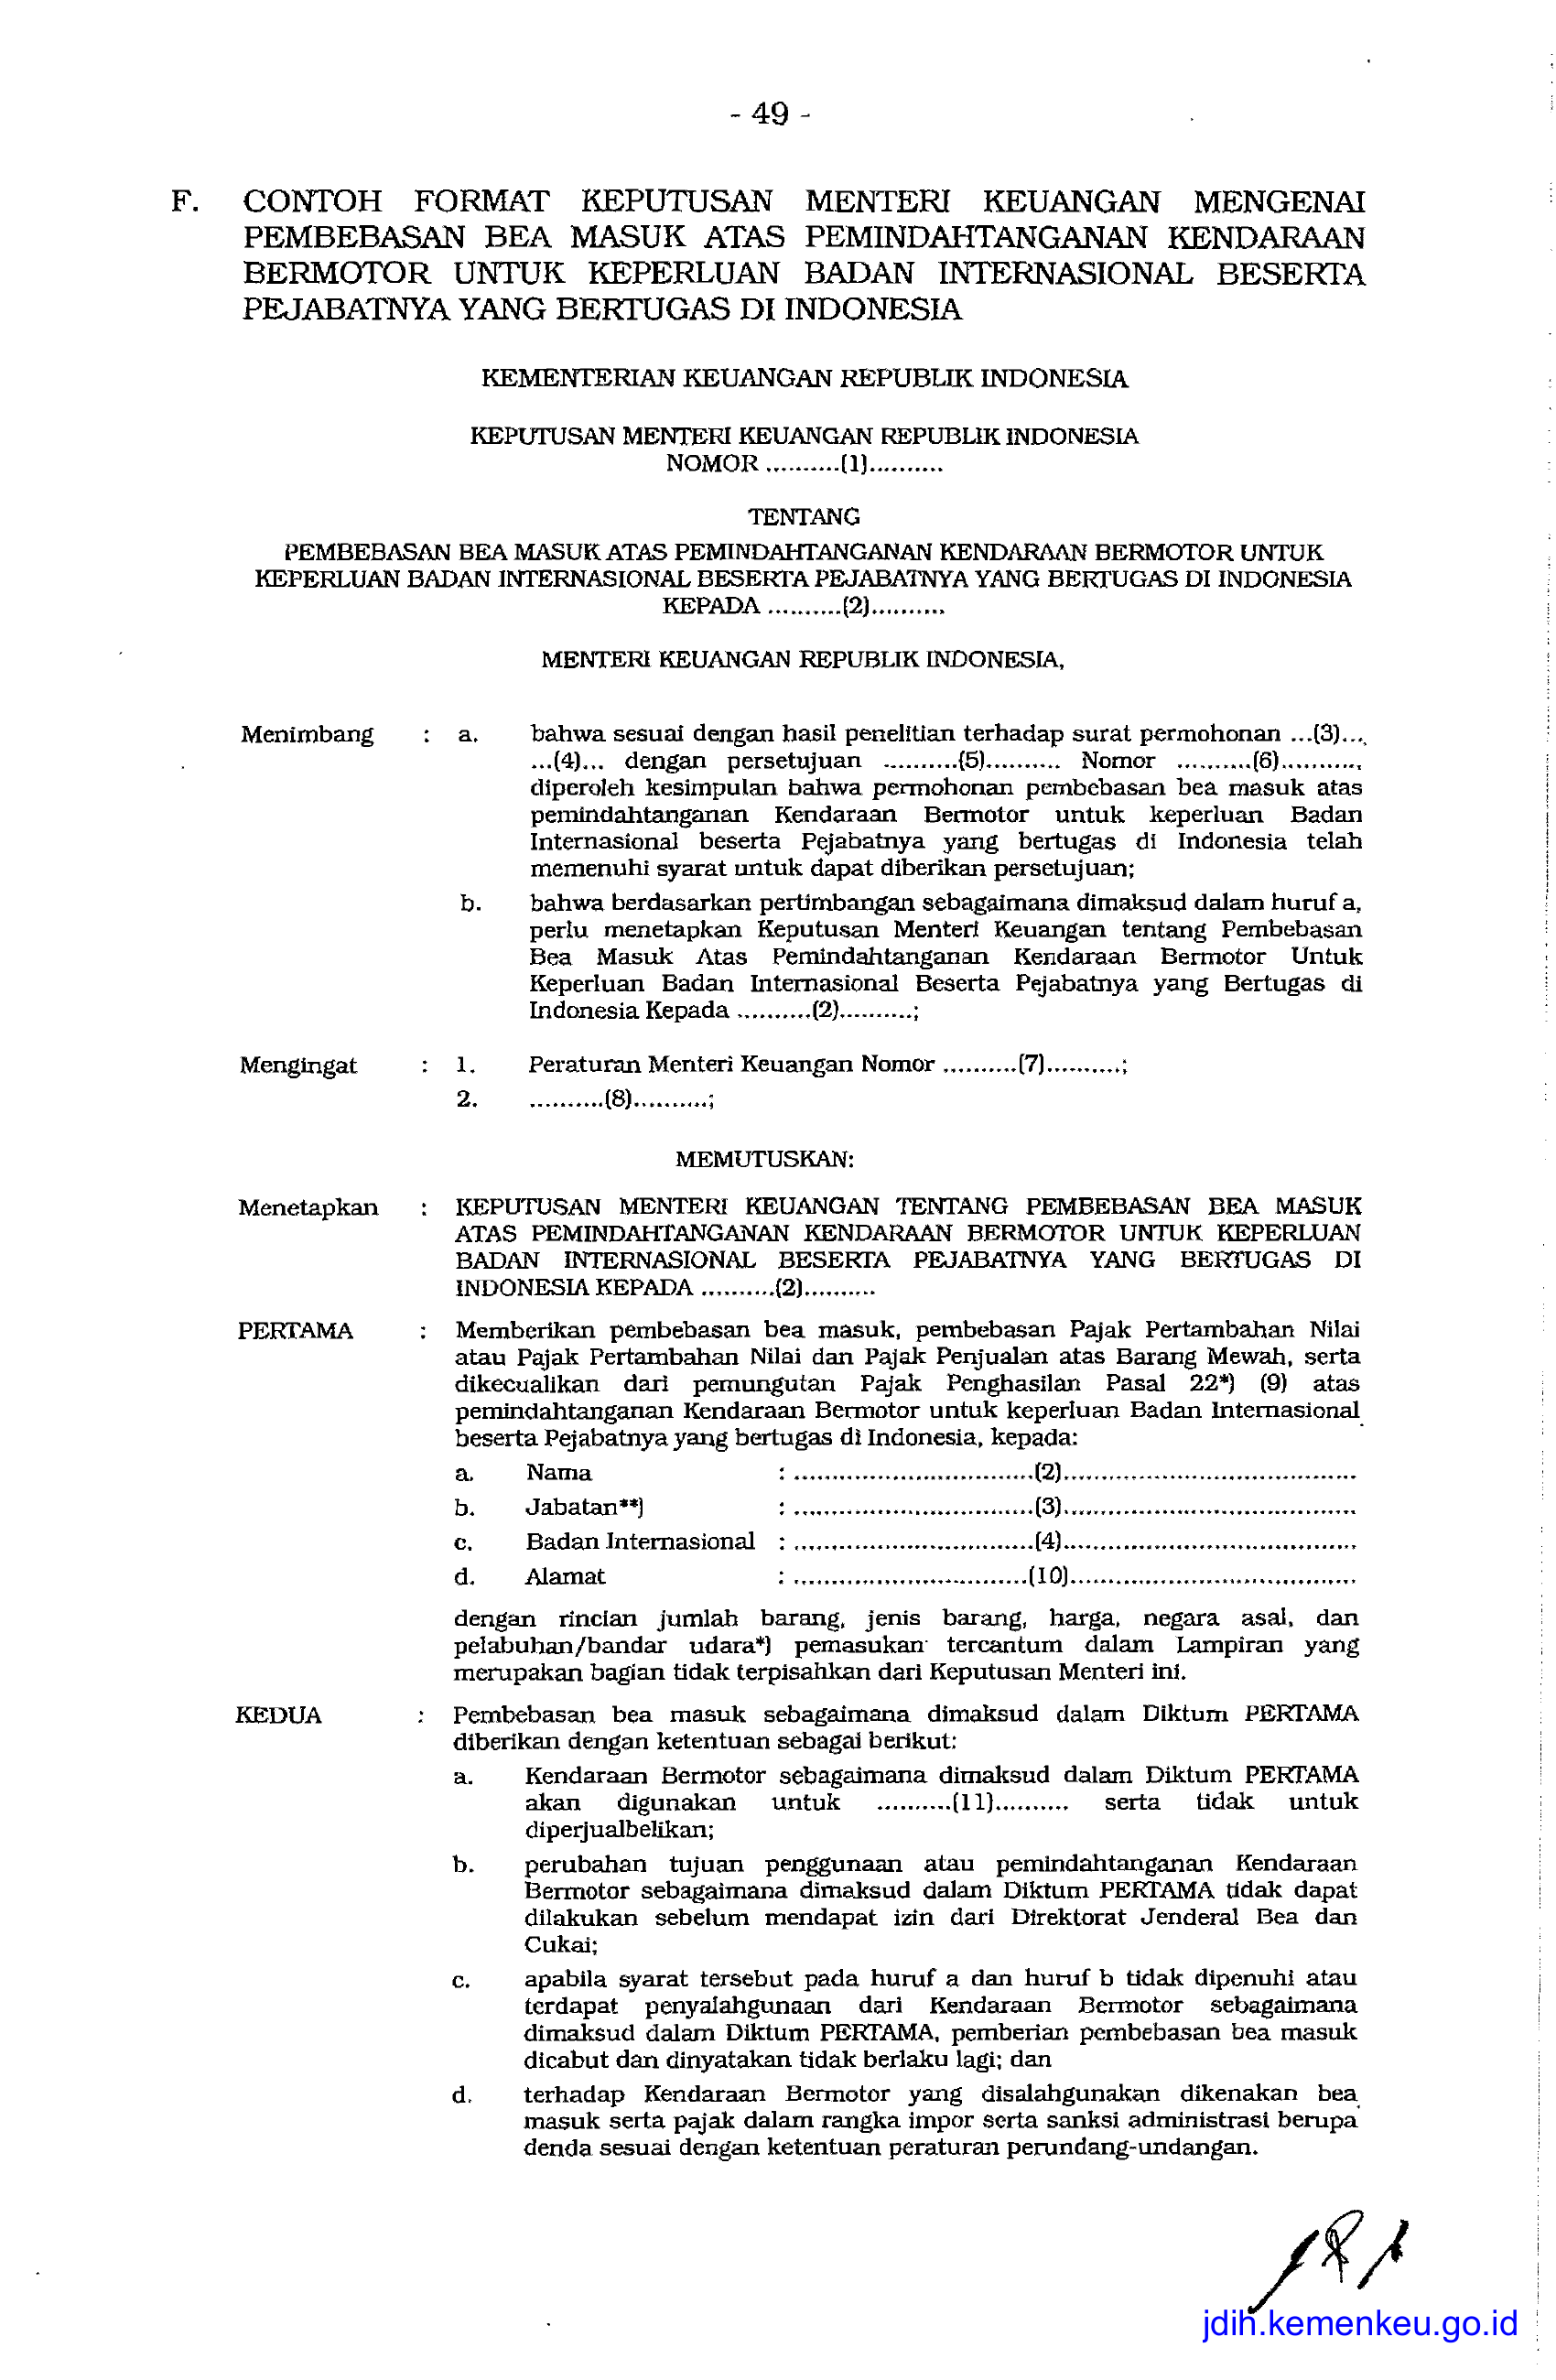 - 49 -
F. CONTOH FORMAT KEPUTUSAN MENTERI KEUANGAN MENGENAI
PEMBEBASAN BEA MASUK ATAS PEMINDAHTANGANAN KENDARAAN
BERMOTOR UNTUK KEPERLUAN BADAN INTERNASIONAL BESERTA
PEJABATNYA YANG BERTUGAS DI INDONESIA
KEMENTERIAN KEUANGAN REPUBLIK INDONESIA
KEPUTUSAN MENTERI KEUANGAN REPUBLIK INDONESIA
NOMOR ..........(1)..........
TENTANG
PEMBEBASAN BEA MASUK ATAS PEMINDAHTANGANAN KENDARAAN BERMOTOR UNTUK
KEPERLUAN BADAN INTERNASIONAL BESERTA PEJABATNYA YANG BERTUGAS DI INDONESIA
KEPADA ..........(2)..........
MENTERI KEUANGAN REPUBLIK INDONESIA,
Menimbang : a. bahwa sesuai dengan hasil penelitian terhadap surat permohonan ...(3)...
...(4)... dengan persetujuan ..........(5).......... Nomor ..........(6)..........,
diperoleh kesimpulan bahwa permohonan pembebasan bea masuk atas
pemindahtanganan Kendaraan Bermotor untuk keperluan Badan
Internasional beserta Pejabatnya yang bertugas di Indonesia telah
memenuhi syarat untuk dapat diberikan persetujuan;
b. bahwa berdasarkan pertimbangan sebagaimana dimaksud dalam huruf a,
perlu menetapkan Keputusan Menteri Keuangan tentang Pembebasan
Bea Masuk Atas Pemindahtanganan Kendaraan Bermotor Untuk
Keperluan Badan Internasional Beserta Pejabatnya yang Bertugas di
Indonesia Kepada ..........(2)..........;
Mengingat : 1. Peraturan Menteri Keuangan Nomor ..........(7)..........;
2. ..........(8)..........;
MEMUTUSKAN:
Menetapkan : KEPUTUSAN MENTERI KEUANGAN TENTANG PEMBEBASAN BEA MASUK
ATAS PEMINDAHTANGANAN KENDARAAN BERMOTOR UNTUK KEPERLUAN
BADAN INTERNASIONAL BESERTA PEJABATNYA YANG BERTUGAS DI
INDONESIA KEPADA ..........(2)..........
PERTAMA : Memberikan pembebasan bea masuk, pembebasan Pajak Pertambahan Nilai
atau Pajak Pertambahan Nilai dan Pajak Penjualan atas Barang Mewah, serta
dikecualikan dari pemungutan Pajak Penghasilan Pasal 22*) (9) atas
pemindahtanganan Kendaraan Bermotor untuk keperluan Badan Internasional
beserta Pejabatnya yang bertugas di Indonesia, kepada:
a. Nama : ................................(2).......................................
b. Jabatan**) : ................................(3).......................................
c. Badan Internasional : ................................(4).......................................
d. Alamat : ...............................(10)......................................
dengan rincian jumlah barang, jenis barang, harga, negara asal, dan
pelabuhan/bandar udara*) pemasukan tercantum dalam Lampiran yang
merupakan bagian tidak terpisahkan dari Keputusan Menteri ini.
KEDUA : Pembebasan bea masuk sebagaimana dimaksud dalam Diktum PERTAMA
diberikan dengan ketentuan sebagai berikut:
a. Kendaraan Bermotor sebagaimana dimaksud dalam Diktum PERTAMA
akan digunakan untuk ..........(11).......... serta tidak untuk
diperjualbelikan;
b. perubahan tujuan penggunaan atau pemindahtanganan Kendaraan
Bermotor sebagaimana dimaksud dalam Diktum PERTAMA tidak dapat
dilakukan sebelum mendapat izin dari Direktorat Jenderal Bea dan
Cukai;
c. apabila syarat tersebut pada huruf a dan huruf b tidak dipenuhi atau
terdapat penyalahgunaan dari Kendaraan Bermotor sebagaimana
dimaksud dalam Diktum PERTAMA, pemberian pembebasan bea masuk
dicabut dan dinyatakan tidak berlaku lagi; dan
d. terhadap Kendaraan Bermotor yang disalahgunakan dikenakan bea
masuk serta pajak dalam rangka impor serta sanksi administrasi berupa
denda sesuai dengan ketentuan peraturan perundang-undangan.
jdih.kemenkeu.go.id